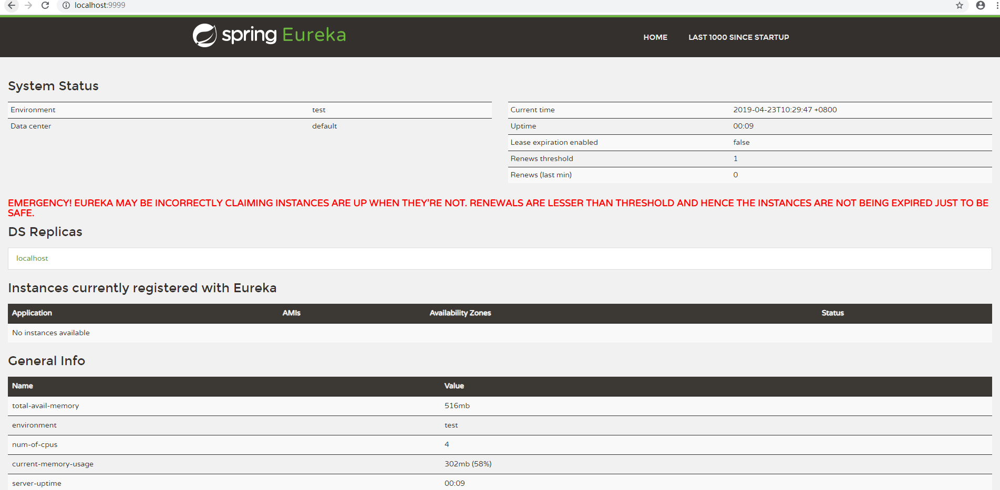 localhost:9999
spring Eureka
HOME LAST 1000 SINCE STARTUP
System Status
Environment test
Data center default
Current time 2019-04-23T10:29:47 +0800
Uptime 00:09
Lease expiration enabled false
Renews threshold 1
Renews (last min) 0
EMERGENCY! EUREKA MAY BE INCORRECTLY CLAIMING INSTANCES ARE UP WHEN THEY'RE NOT. RENEWALS ARE LESSER THAN THRESHOLD AND HENCE THE INSTANCES ARE NOT BEING EXPIRED JUST TO BE
SAFE.
DS Replicas
localhost
Instances currently registered with Eureka
Application AMIs Availability Zones Status
No instances available
General Info
Name Value
total-avail-memory 516mb
environment test
num-of-cpus 4
current-memory-usage 302mb (58%)
server-uptime 00:09